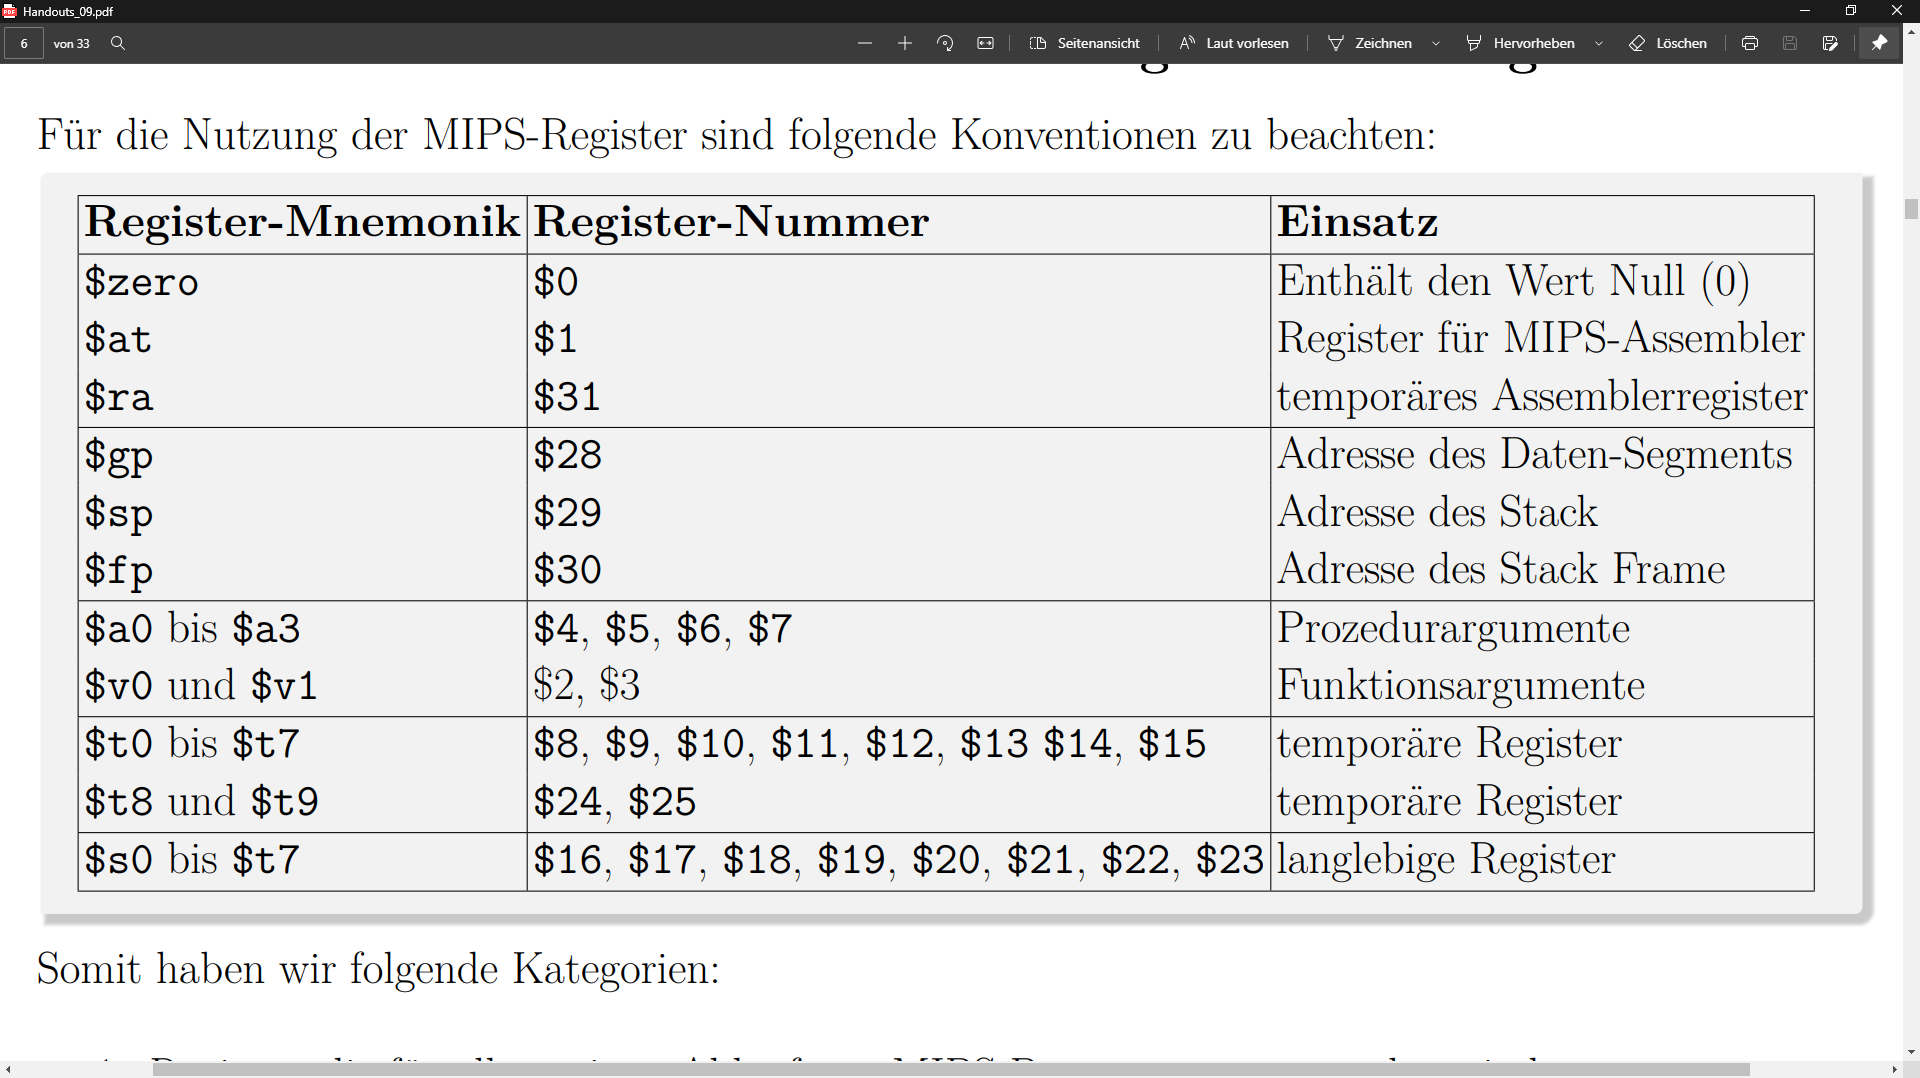 Handouts_09.pdf
6 von 33 Seitenansicht Laut vorlesen Zeichnen Hervorheben Löschen
Für die Nutzung der MIPS-Register sind folgende Konventionen zu beachten:
Register-Mnemonik Register-Nummer Einsatz
$zero $0 Enthält den Wert Null (0)
$at $1 Register für MIPS-Assembler
$ra $31 temporäres Assemblerregister
$gp $28 Adresse des Daten-Segments
$sp $29 Adresse des Stack
$fp $30 Adresse des Stack Frame
$a0 bis $a3 $4, $5, $6, $7 Prozedurargumente
$v0 und $v1 $2, $3 Funktionsargumente
$t0 bis $t7 $8, $9, $10, $11, $12, $13 $14, $15 temporäre Register
$t8 und $t9 $24, $25 temporäre Register
$s0 bis $t7 $16, $17, $18, $19, $20, $21, $22, $23 langlebige Register
Somit haben wir folgende Kategorien: